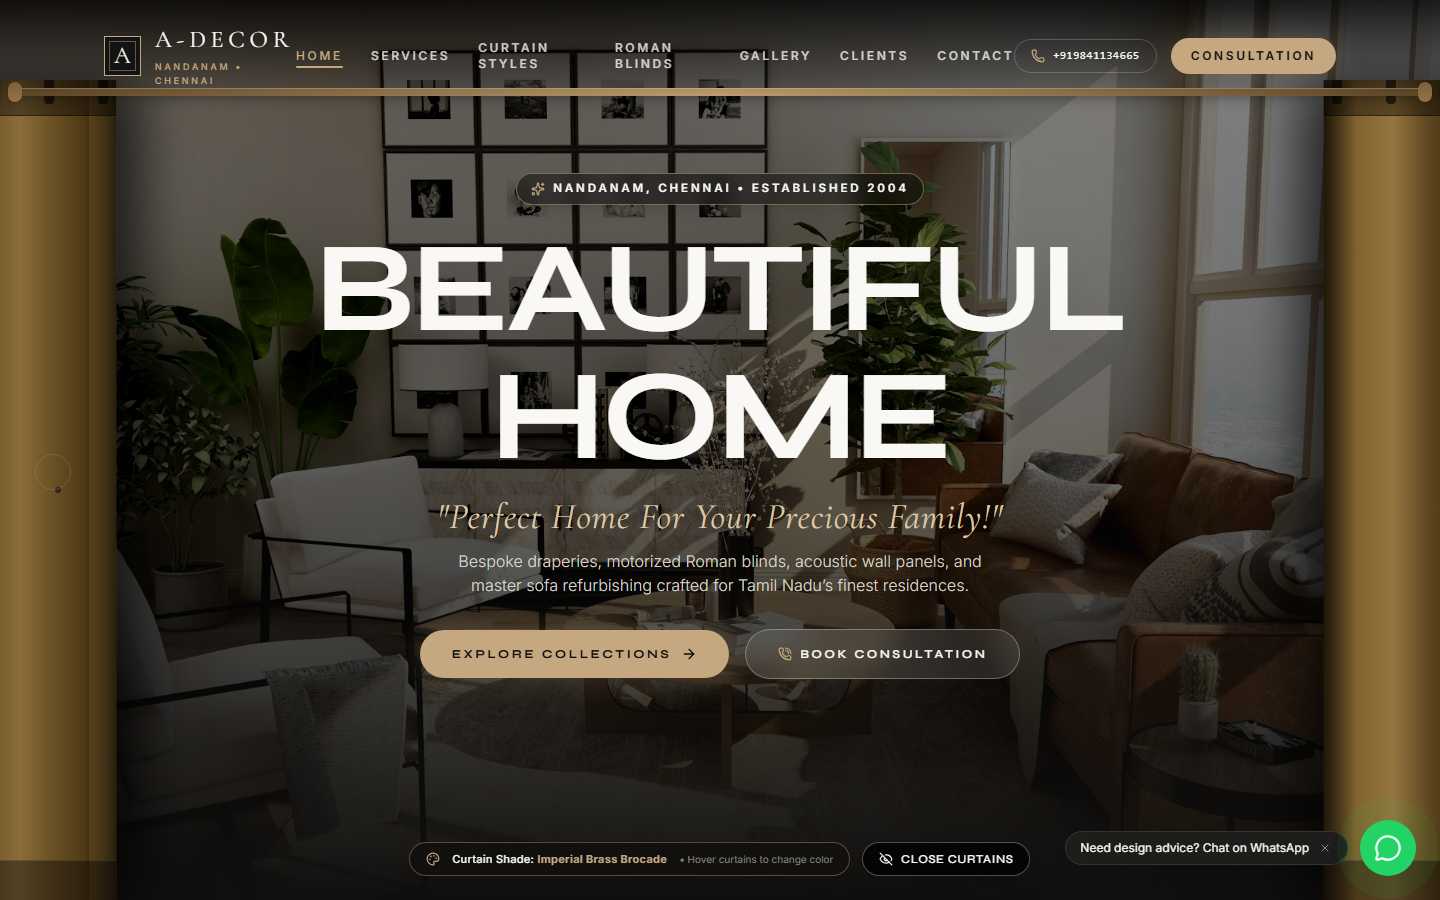 A
A-DECOR
NANDANAM •
CHENNAI
HOME
SERVICES
CURTAIN
STYLES
ROMAN
BLINDS
GALLERY
CLIENTS
CONTACT
+919841134665
CONSULTATION
NANDANAM, CHENNAI • ESTABLISHED 2004
BEAUTIFUL
HOME
"Perfect Home For Your Precious Family!"
Bespoke draperies, motorized Roman blinds, acoustic wall panels, and
master sofa refurbishing crafted for Tamil Nadu’s finest residences.
EXPLORE COLLECTIONS →
BOOK CONSULTATION
Curtain Shade: Imperial Brass Brocade • Hover curtains to change color
CLOSE CURTAINS
Need design advice? Chat on WhatsApp ×